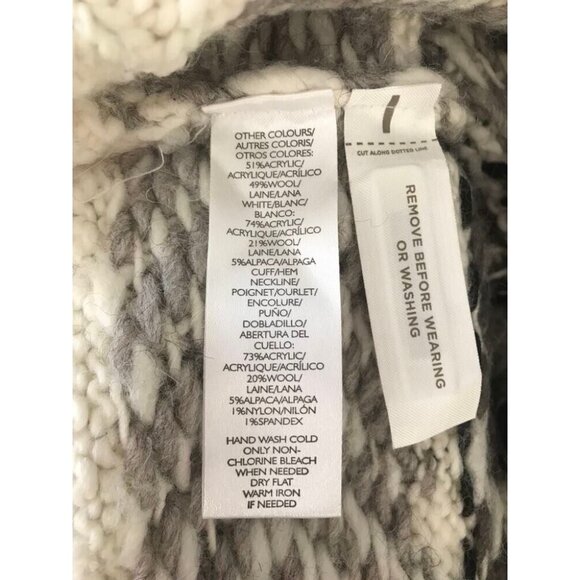 OTHER COLOURS/
AUTRES COLORIS/
OTROS COLORES:
51%ACRYLIC/
ACRYLIQUE/ACRÍLICO
49%WOOL/
LAINE/LANA
WHITE/BLANC/
BLANCO:
74%ACRYLIC/
ACRYLIQUE/ACRÍLICO
21%WOOL/
LAINE/LANA
5%ALPACA/ALPAGA
CUFF/HEM
NECKLINE/
POIGNET/OURLET/
ENCOLURE/
PUÑO/
DOBLADILLO/
ABERTURA DEL
CUELLO:
73%ACRYLIC/
ACRYLIQUE/ACRÍLICO
20%WOOL/
LAINE/LANA
5%ALPACA/ALPAGA
1%NYLON/NILÓN
1%SPANDEX
HAND WASH COLD
ONLY NON-
CHLORINE BLEACH
WHEN NEEDED
DRY FLAT
WARM IRON
IF NEEDED
CUT ALONG DOTTED LINE
REMOVE BEFORE WEARING
OR WASHING